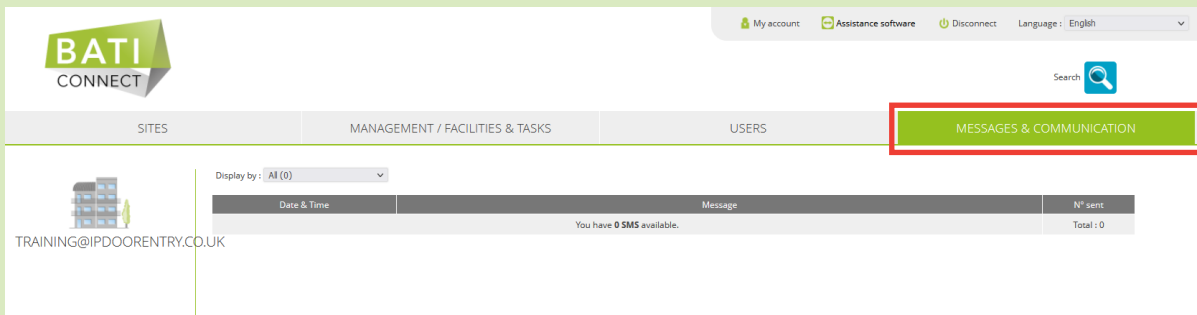 My account Assistance software Disconnect Language : English
BATI
CONNECT
Search
SITES MANAGEMENT / FACILITIES & TASKS USERS MESSAGES & COMMUNICATION
Display by : All (0)
Date & Time Message N° sent
You have 0 SMS available. Total : 0
TRAINING@IPDOORENTRY.CO.UK